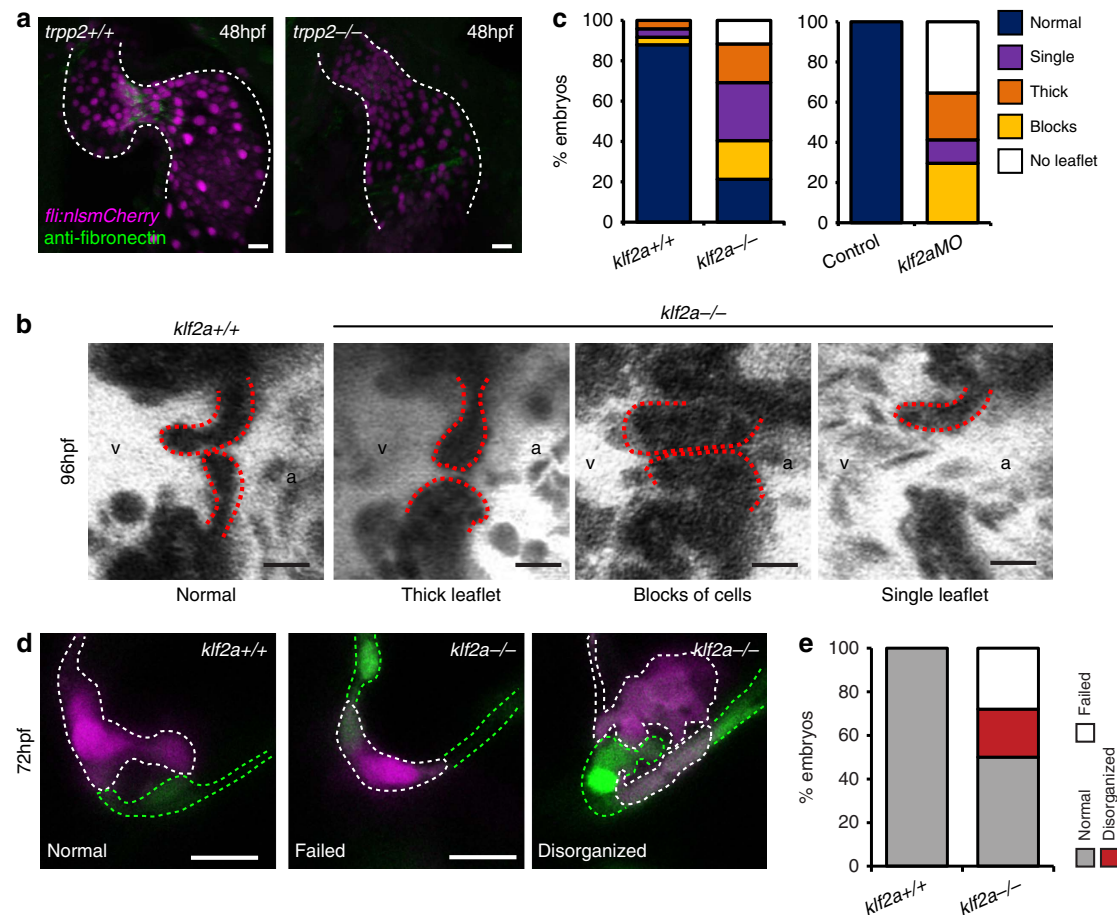 a
trpp2+/+
48hpf
trpp2–/–
48hpf
fli:nlsmCherry
anti-fibronectin
c
% embryos
100
80
60
40
20
0
klf2a+/+
klf2a–/–
100
80
60
40
20
0
Control
klf2aMO
Normal
Single
Thick
Blocks
No leaflet
b
klf2a+/+
klf2a–/–
96hpf
v
a
v
a
v
a
v
a
Normal
Thick leaflet
Blocks of cells
Single leaflet
d
72hpf
klf2a+/+
Normal
klf2a–/–
Failed
klf2a–/–
Disorganized
e
% embryos
100
80
60
40
20
0
klf2a+/+
klf2a–/–
Failed
Normal
Disorganized